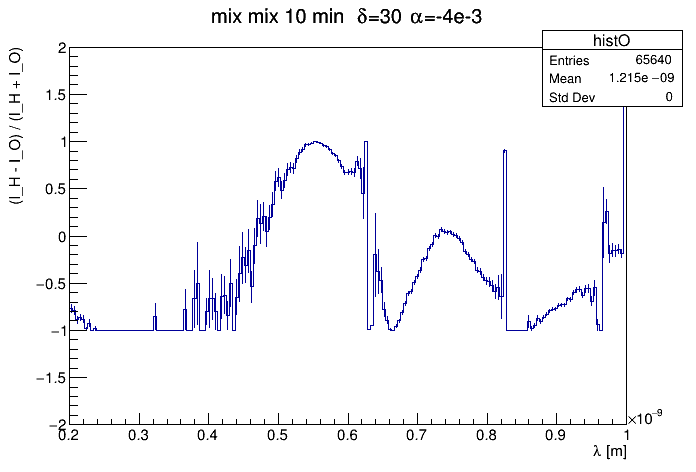 mix mix 10 min δ=30 α=-4e-3
histO
Entries 65640
Mean 1.215e−09
Std Dev 0
(I_H - I_O) / (I_H + I_O)
2
1.5
1
0.5
0
−0.5
−1
−1.5
−2
0.2 0.3 0.4 0.5 0.6 0.7 0.8 0.9 1
×10⁻⁹
λ [m]